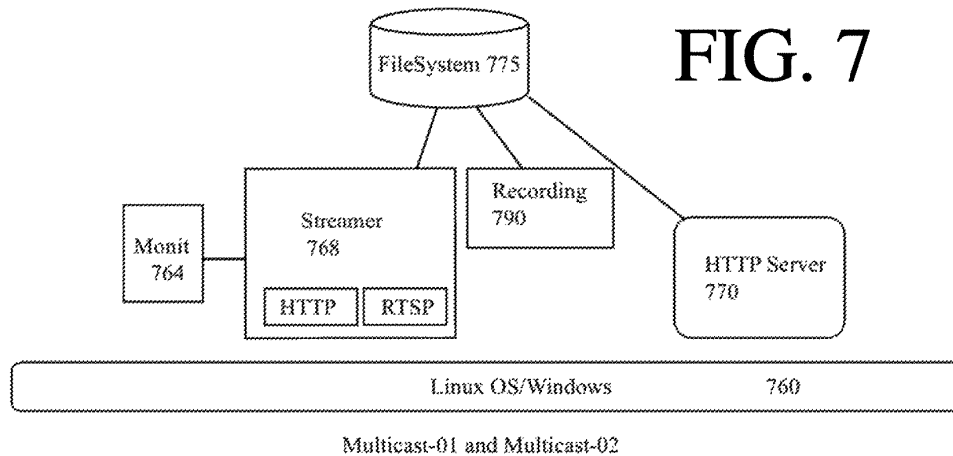 FIG. 7
FileSystem 775
Recording
790
Streamer
768
Monit
764
HTTP
RTSP
HTTP Server
770
Linux OS/Windows 760
Multicast-01 and Multicast-02